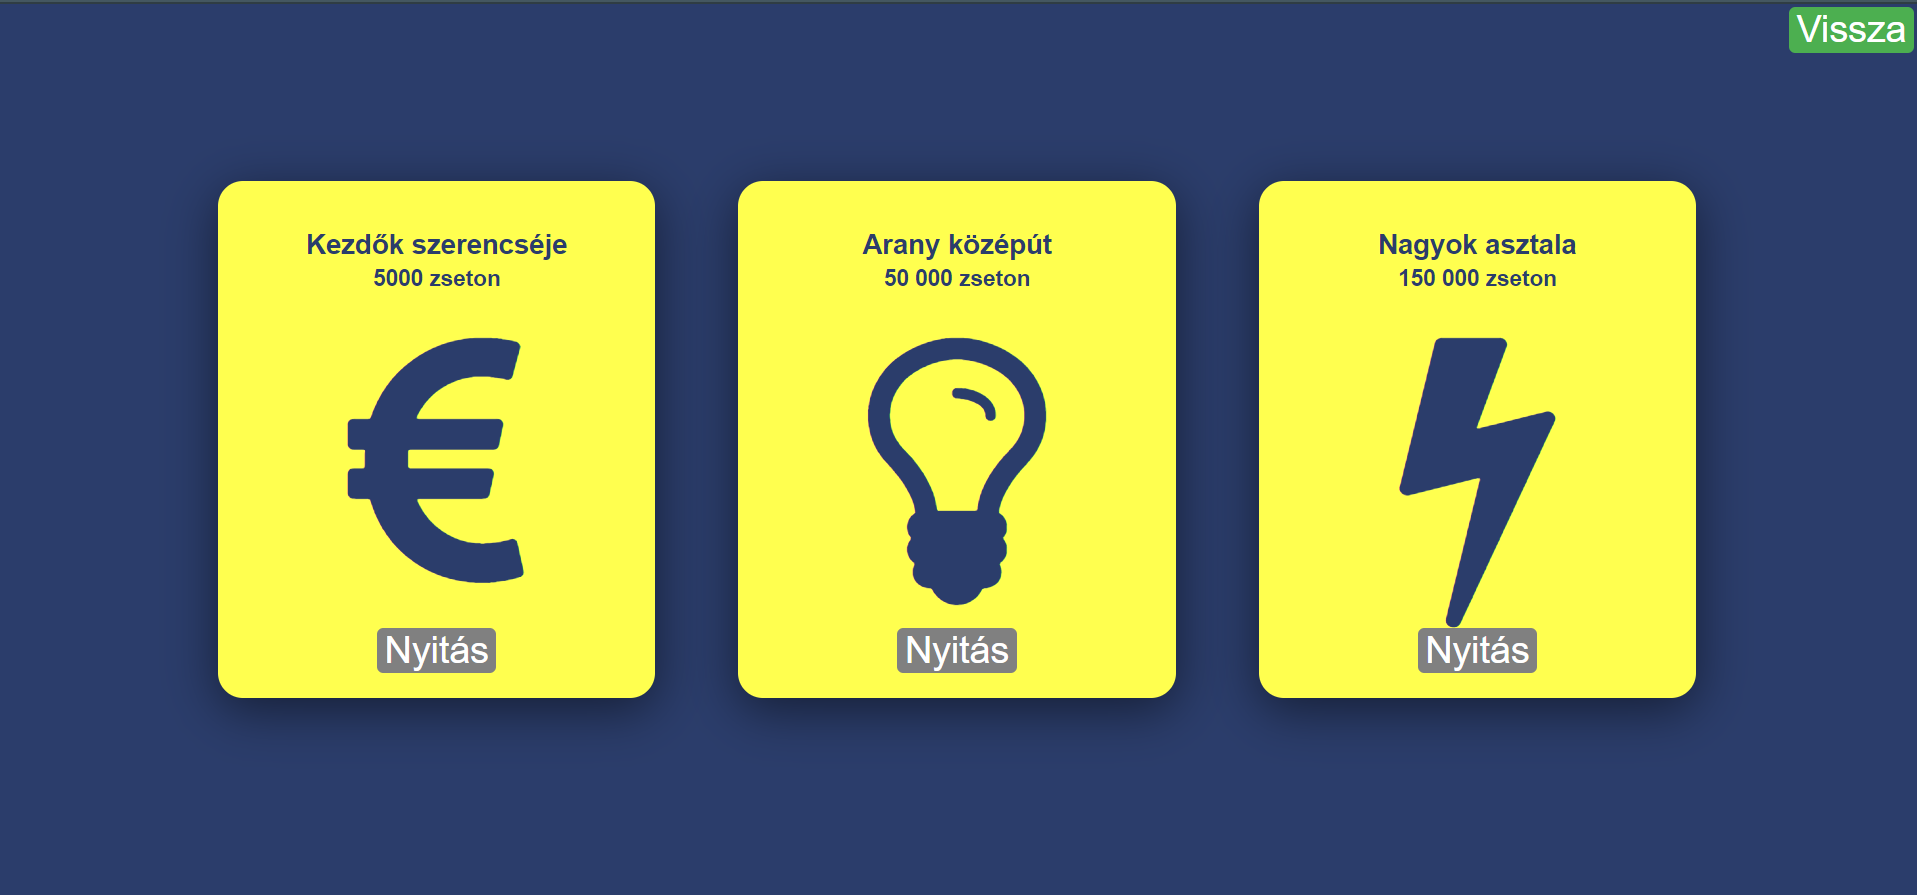 Vissza
Kezdők szerencséje
5000 zseton
Nyitás
Arany középút
50 000 zseton
Nyitás
Nagyok asztala
150 000 zseton
Nyitás